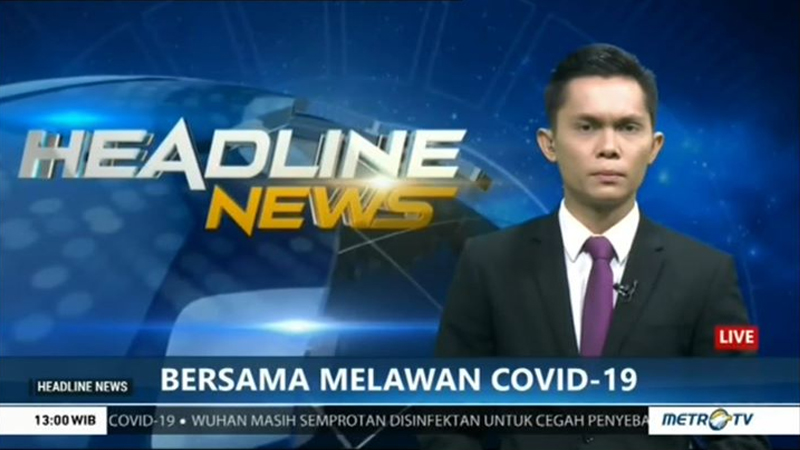 HEADLINE
NEWS
LIVE
BERSAMA MELAWAN COVID-19
HEADLINE NEWS
13:00 WIB
COVID-19 • WUHAN MASIH SEMPROTAN DISINFEKTAN UNTUK CEGAH PENYEBA
METRO TV